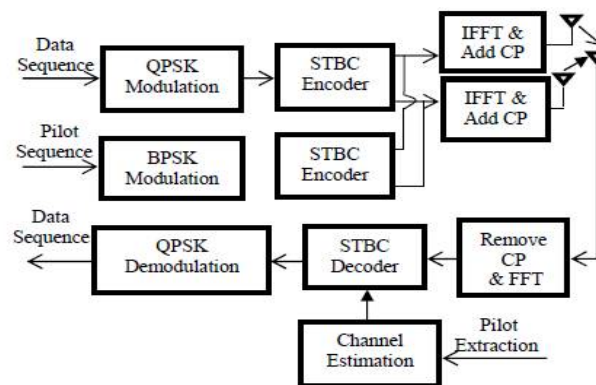 Data
Sequence
QPSK
Modulation
STBC
Encoder
IFFT &
Add CP
IFFT &
Add CP
Pilot
Sequence
BPSK
Modulation
STBC
Encoder
Data
Sequence
QPSK
Demodulation
STBC
Decoder
Remove
CP
& FFT
Channel
Estimation
Pilot
Extraction